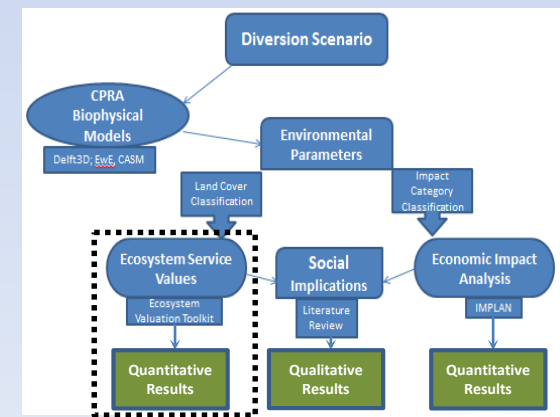 Diversion Scenario
CPRA
Biophysical
Models
Delft3D; EwE, CASM
Environmental
Parameters
Land Cover
Classification
Impact
Category
Classification
Ecosystem Service
Values
Ecosystem
Valuation Toolkit
Social
Implications
Literature
Review
Economic Impact
Analysis
IMPLAN
Quantitative
Results
Qualitative
Results
Quantitative
Results